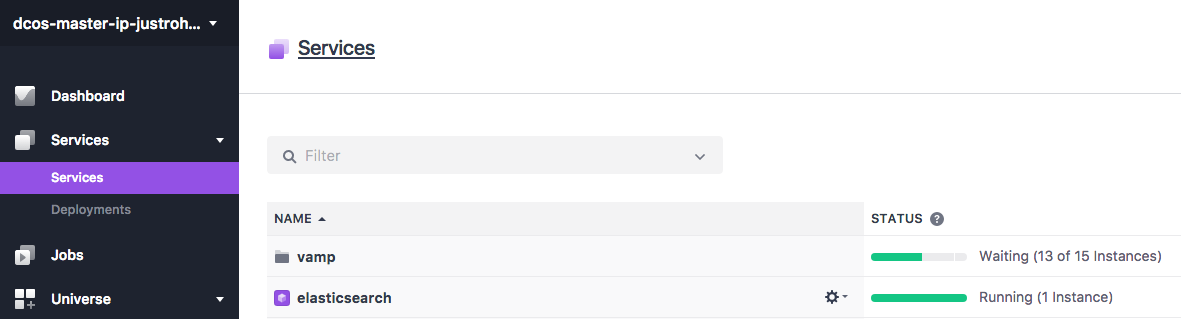 dcos-master-ip-justroh...
Services
Dashboard
Services
Services
Deployments
Jobs
Universe
Filter
NAME STATUS ?
vamp Waiting (13 of 15 Instances)
elasticsearch Running (1 Instance)